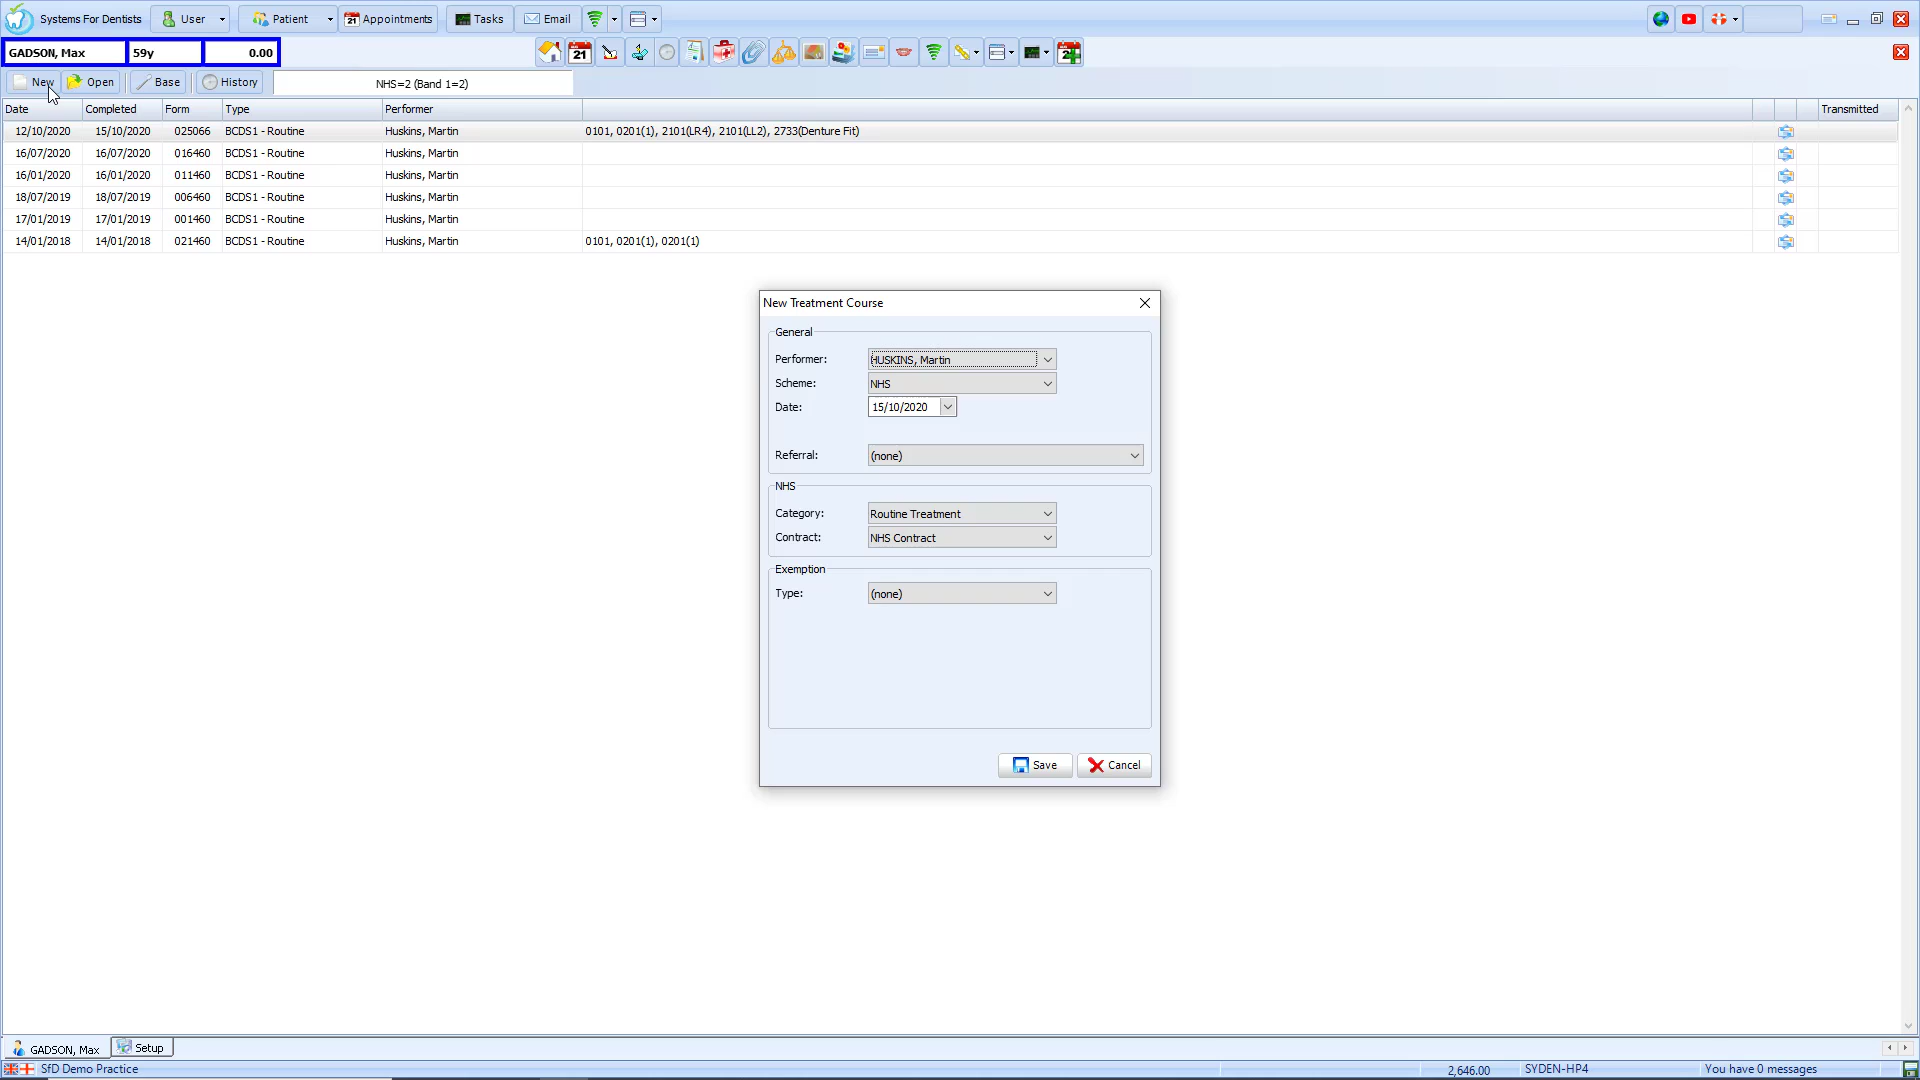 Systems For Dentists User Patient 21 Appointments Tasks Email
GADSON, Max 59y 0.00 21
New Open Base History NHS=2 (Band 1=2)
Date Completed Form Type Performer Transmitted
12/10/2020 15/10/2020 025066 BCDS1 - Routine Huskins, Martin 0101, 0201(1), 2101(LR4), 2101(LL2), 2733(Denture Fit)
16/07/2020 16/07/2020 016460 BCDS1 - Routine Huskins, Martin
16/01/2020 16/01/2020 011460 BCDS1 - Routine Huskins, Martin
18/07/2019 18/07/2019 006460 BCDS1 - Routine Huskins, Martin
17/01/2019 17/01/2019 001460 BCDS1 - Routine Huskins, Martin
14/01/2018 14/01/2018 021460 BCDS1 - Routine Huskins, Martin 0101, 0201(1), 0201(1)
New Treatment Course
General
Performer: HUSKINS, Martin
Scheme: NHS
Date: 15/10/2020
Referral: (none)
NHS
Category: Routine Treatment
Contract: NHS Contract
Exemption
Type: (none)
Save Cancel
GADSON, Max Setup
SfD Demo Practice 2,646.00 SYDEN-HP4 You have 0 messages